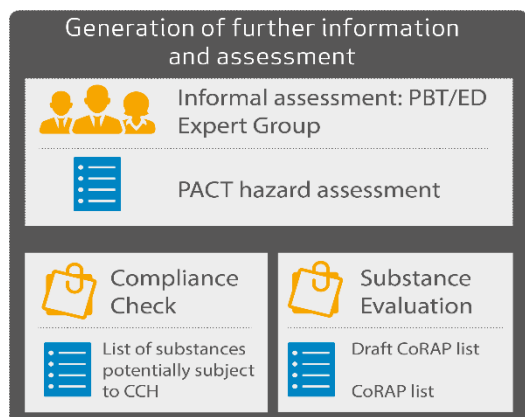 Generation of further information
and assessment
Informal assessment: PBT/ED
Expert Group
PACT hazard assessment
Compliance
Check
List of substances
potentially subject
to CCH
Substance
Evaluation
Draft CoRAP list
CoRAP list